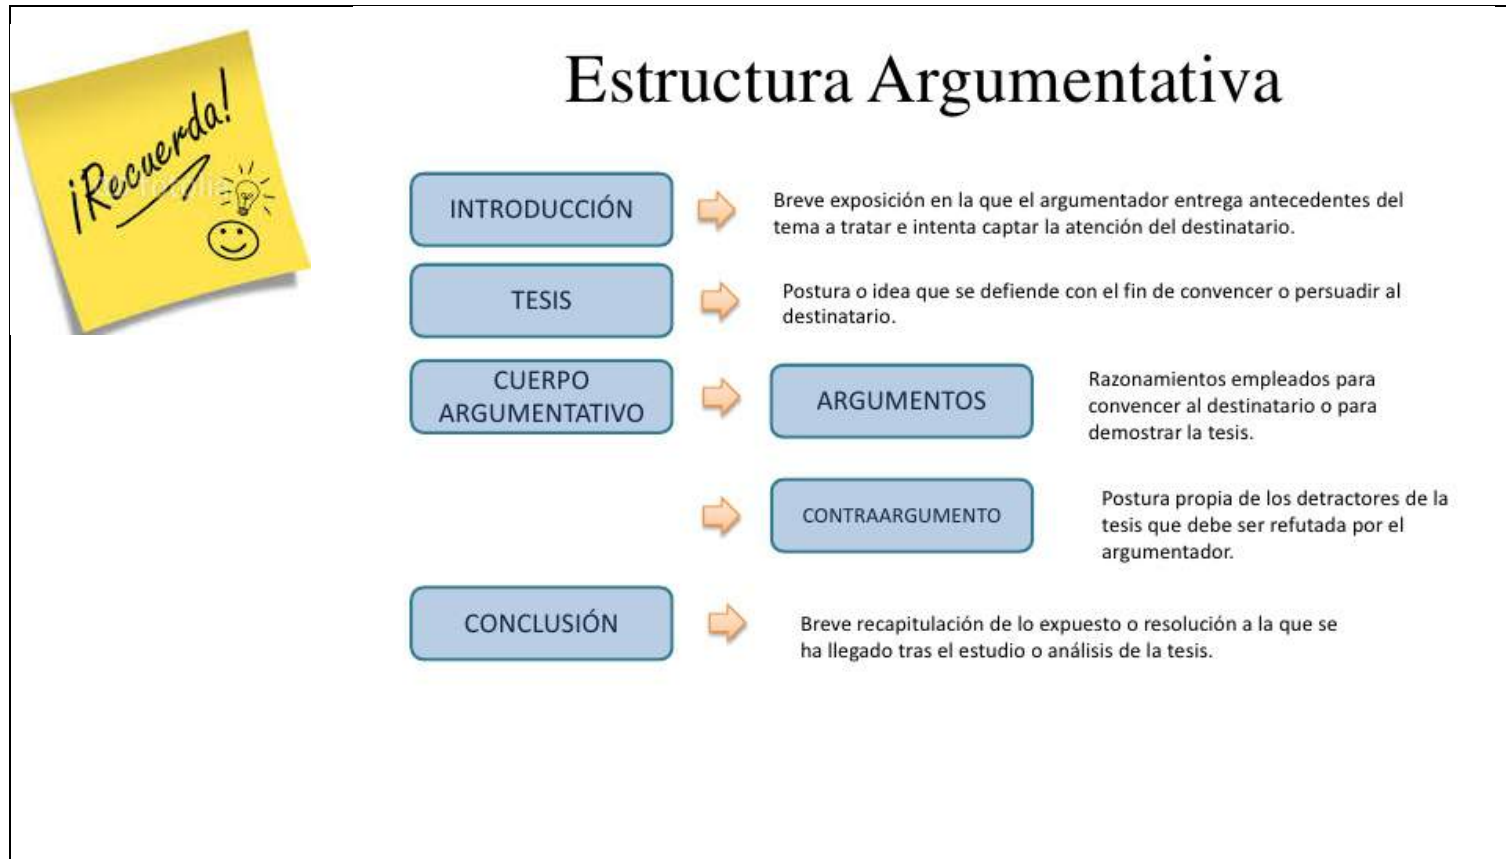 ¡Recuerda!
Estructura Argumentativa
INTRODUCCIÓN
Breve exposición en la que el argumentador entrega antecedentes del
tema a tratar e intenta captar la atención del destinatario.
TESIS
Postura o idea que se defiende con el fin de convencer o persuadir al
destinatario.
CUERPO
ARGUMENTATIVO
ARGUMENTOS
Razonamientos empleados para
convencer al destinatario o para
demostrar la tesis.
CONTRAARGUMENTO
Postura propia de los detractores de la
tesis que debe ser refutada por el
argumentador.
CONCLUSIÓN
Breve recapitulación de lo expuesto o resolución a la que se
ha llegado tras el estudio o análisis de la tesis.